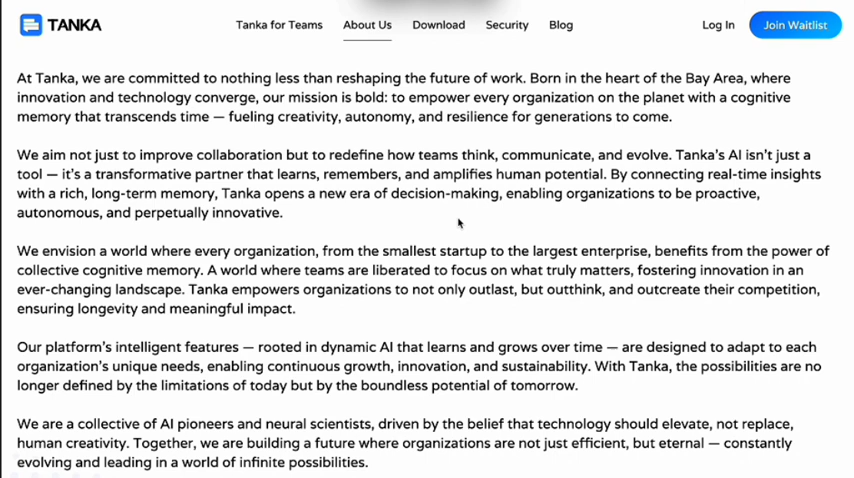 TANKA
Tanka for Teams
About Us
Download
Security
Blog
Log In
Join Waitlist
At Tanka, we are committed to nothing less than reshaping the future of work. Born in the heart of the Bay Area, where
innovation and technology converge, our mission is bold: to empower every organization on the planet with a cognitive
memory that transcends time — fueling creativity, autonomy, and resilience for generations to come.
We aim not just to improve collaboration but to redefine how teams think, communicate, and evolve. Tanka's AI isn't just a
tool — it's a transformative partner that learns, remembers, and amplifies human potential. By connecting real-time insights
with a rich, long-term memory, Tanka opens a new era of decision-making, enabling organizations to be proactive,
autonomous, and perpetually innovative.
We envision a world where every organization, from the smallest startup to the largest enterprise, benefits from the power of
collective cognitive memory. A world where teams are liberated to focus on what truly matters, fostering innovation in an
ever-changing landscape. Tanka empowers organizations to not only outlast, but outthink, and outcreate their competition,
ensuring longevity and meaningful impact.
Our platform's intelligent features — rooted in dynamic AI that learns and grows over time — are designed to adapt to each
organization's unique needs, enabling continuous growth, innovation, and sustainability. With Tanka, the possibilities are no
longer defined by the limitations of today but by the boundless potential of tomorrow.
We are a collective of AI pioneers and neural scientists, driven by the belief that technology should elevate, not replace,
human creativity. Together, we are building a future where organizations are not just efficient, but eternal — constantly
evolving and leading in a world of infinite possibilities.